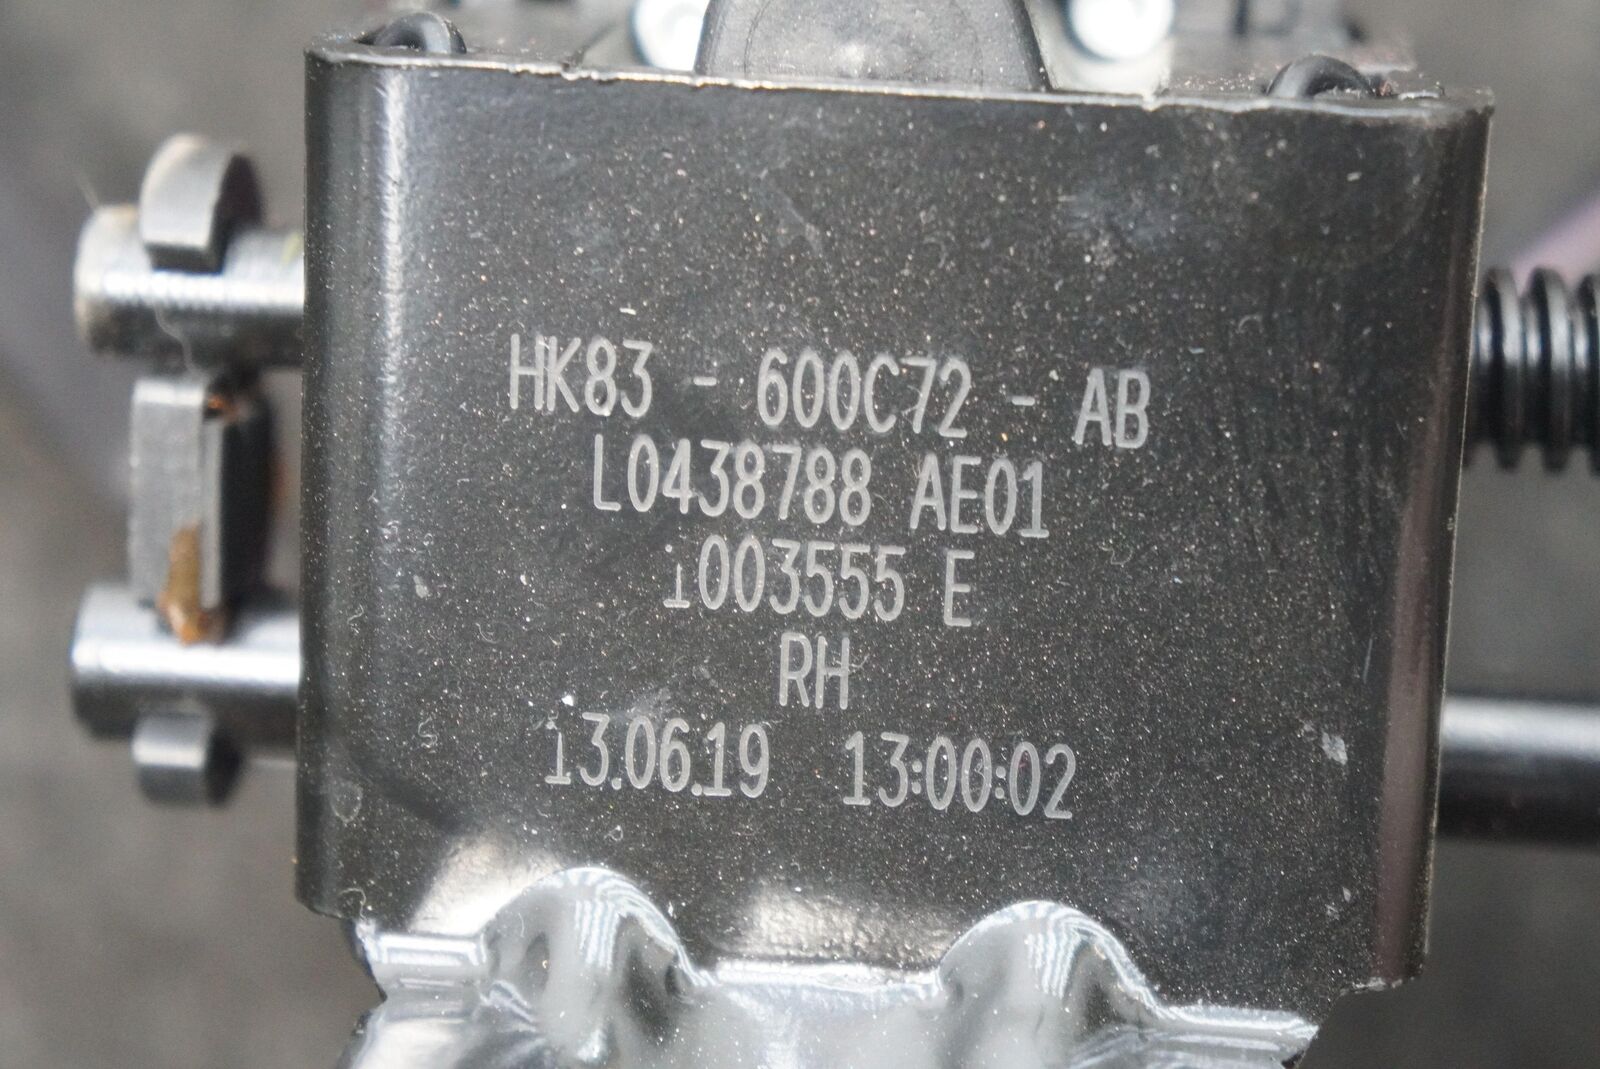 HK83 - 600C72 - AB
L0438788 AE01
1003555 E
RH
13.06.19 13:00:02